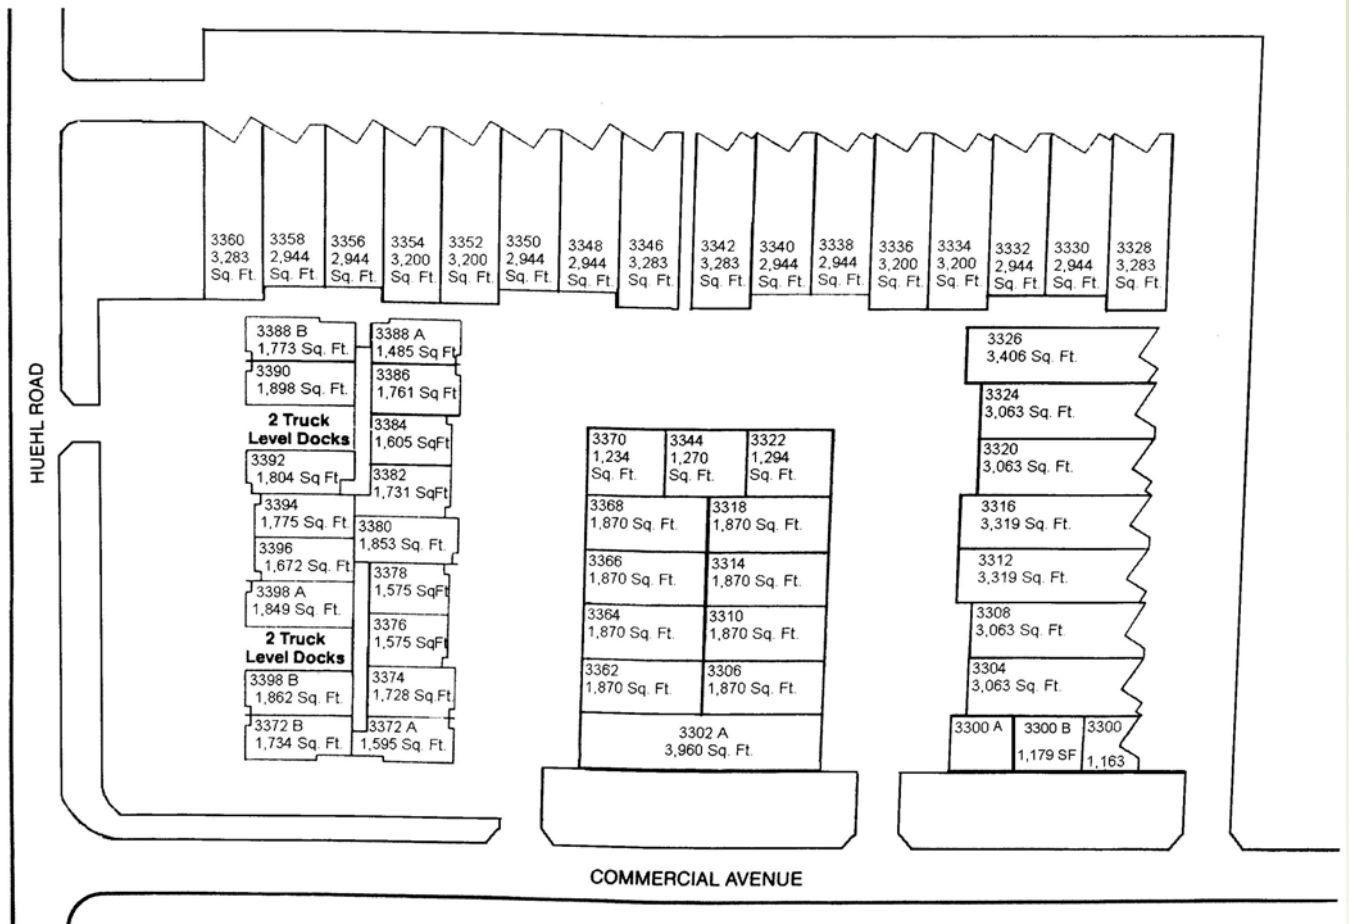 HUEHL ROAD
3360
3,283
Sq. Ft.
3358
2,944
Sq. Ft.
3356
2,944
Sq. Ft.
3354
3,200
Sq. Ft.
3352
3,200
Sq. Ft.
3350
2,944
Sq. Ft.
3348
2,944
Sq. Ft.
3346
3,283
Sq. Ft.
3342
3,283
Sq. Ft.
3340
2,944
Sq. Ft.
3338
2,944
Sq. Ft.
3336
3,200
Sq. Ft.
3334
3,200
Sq. Ft.
3332
2,944
Sq. Ft.
3330
2,944
Sq. Ft.
3328
3,283
Sq. Ft.
3388 B
1,773 Sq. Ft.
3390
1,898 Sq. Ft.
2 Truck
Level Docks
3392
1,804 Sq Ft.
3394
1,775 Sq. Ft.
3396
1,672 Sq. Ft.
3398 A
1,849 Sq. Ft.
2 Truck
Level Docks
3398 B
1,862 Sq. Ft.
3372 B
1,734 Sq. Ft.
3388 A
1,485 Sq Ft
3386
1,761 Sq Ft
3384
1,605 SqFt
3382
1,731 SqFt
3380
1,853 Sq. Ft.
3378
1,575 SqFt
3376
1,575 SqFt
3374
1,728 Sq. Ft.
3372 A
1,595 Sq. Ft.
3370
1,234
Sq. Ft.
3344
1,270
Sq. Ft.
3322
1,294
Sq. Ft.
3368
1,870 Sq. Ft.
3318
1,870 Sq. Ft.
3366
1,870 Sq. Ft.
3314
1,870 Sq. Ft.
3364
1,870 Sq. Ft.
3310
1,870 Sq. Ft.
3362
1,870 Sq. Ft.
3306
1,870 Sq. Ft.
3302 A
3,960 Sq. Ft.
3326
3,406 Sq. Ft.
3324
3,063 Sq. Ft.
3320
3,063 Sq. Ft.
3316
3,319 Sq. Ft.
3312
3,319 Sq. Ft.
3308
3,063 Sq. Ft.
3304
3,063 Sq. Ft.
3300 A
3300 B
1,179 SF
3300
1,163
COMMERCIAL AVENUE